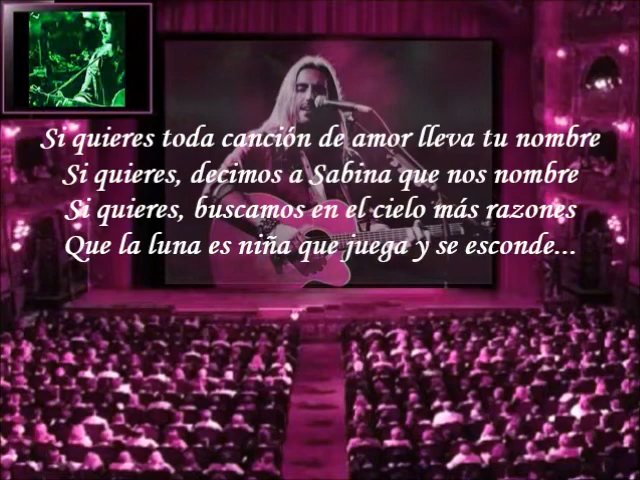 Si quieres toda canción de amor lleva tu nombre
Si quieres, decimos a Sabina que nos nombre
Si quieres, buscamos en el cielo más razones
Que la luna es niña que juega y se esconde...